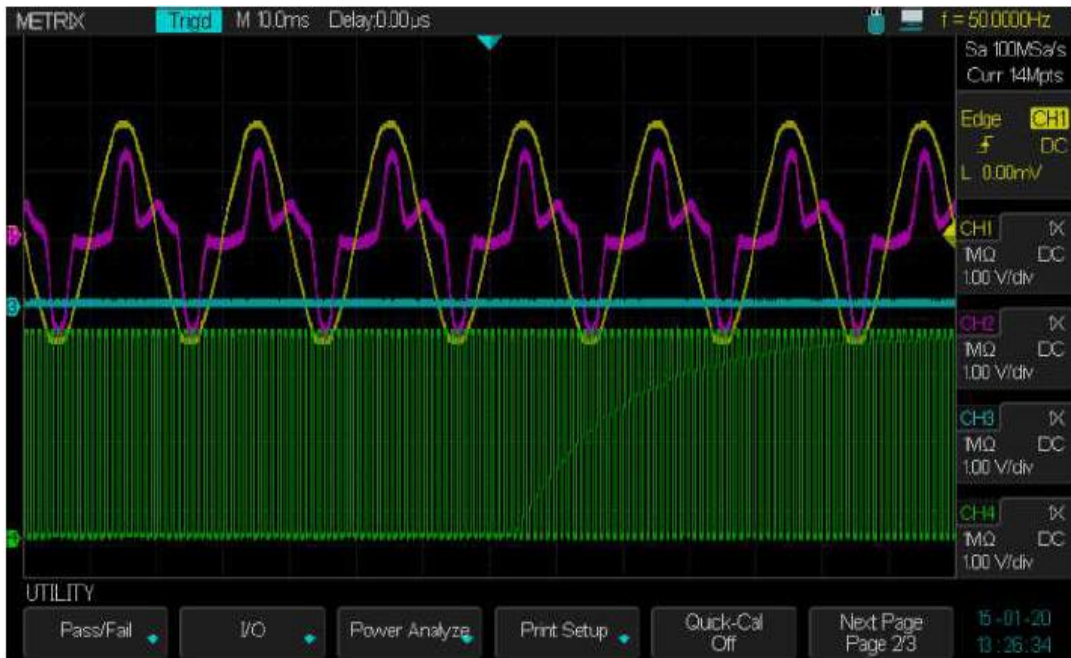 METRIX Trig'd M 10.0ms Delay:0.00µs f = 50.0000Hz
Sa 100MSa/s
Curr 14Mpts
Edge CH1
DC
L 0.00mV
CH1 1X
1MΩ DC
1.00 V/div
CH2 1X
1MΩ DC
1.00 V/div
CH3 1X
1MΩ DC
1.00 V/div
CH4 1X
1MΩ DC
1.00 V/div
UTILITY
Pass/Fail I/O Power Analyze Print Setup Quick-Cal Off Next Page Page 2/3
15-01-20
13:26:34